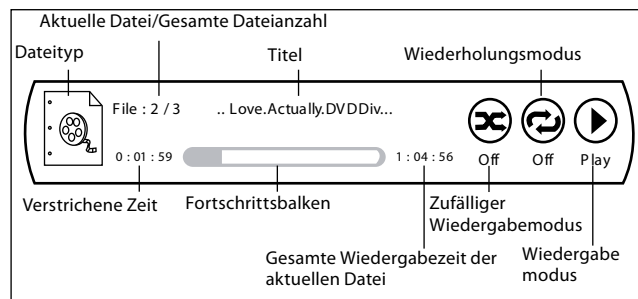 Aktuelle Datei/Gesamte Dateianzahl
Dateityp
Titel
Wiederholungsmodus
File : 2 / 3
.. Love.Actually.DVDDiv...
0 : 01 : 59
1 : 04 : 56
Off
Off
Play
Verstrichene Zeit
Fortschrittsbalken
Zufälliger
Wiedergabemodus
Gesamte Wiedergabezeit der
aktuellen Datei
Wiedergabe
modus